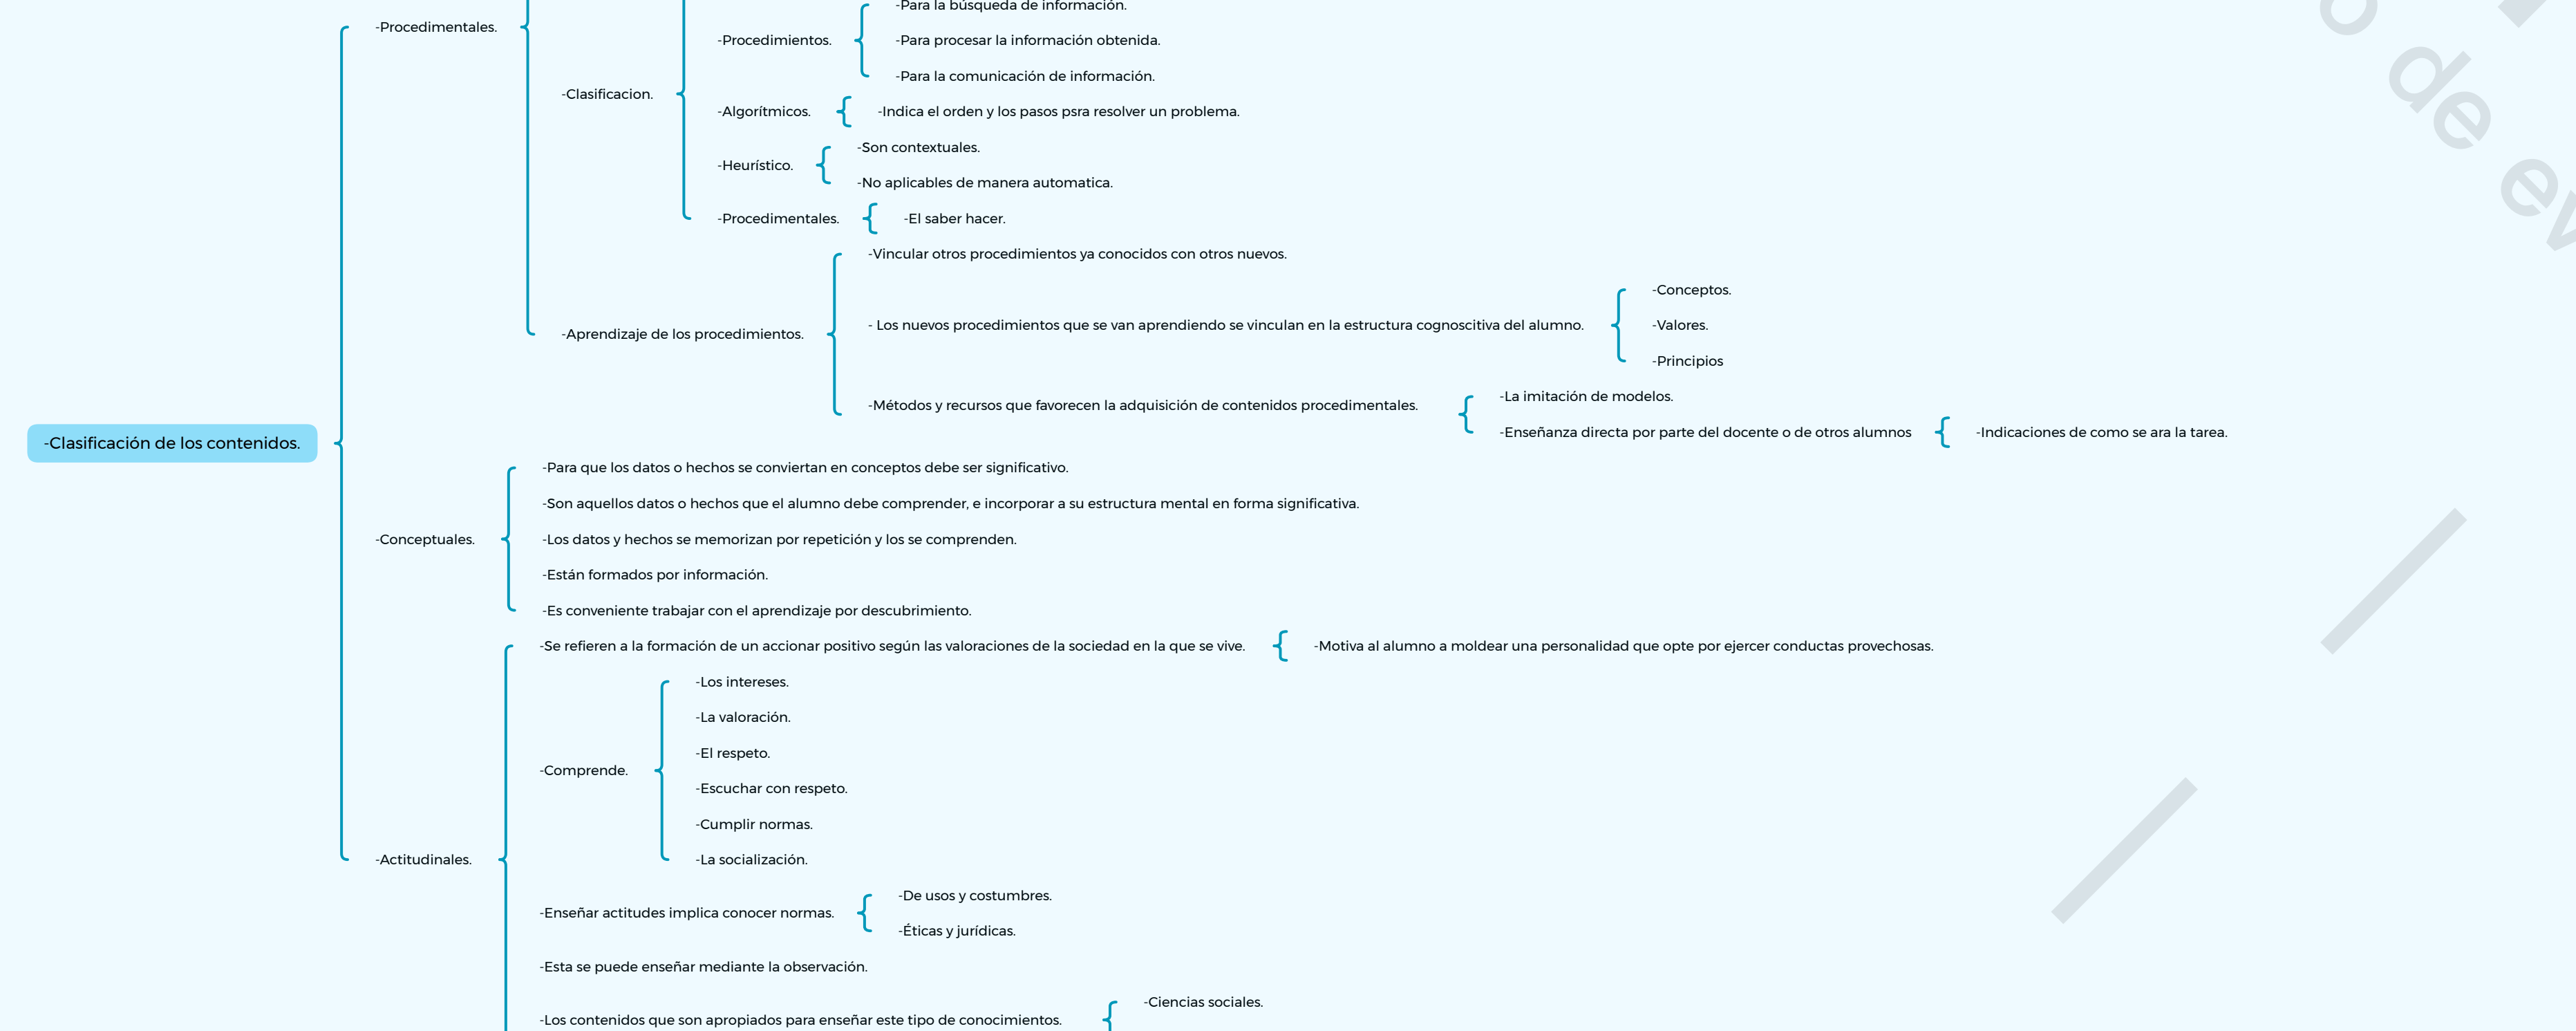 -Para la búsqueda de información.
-Procedimentales.
-Procedimientos.
-Para procesar la información obtenida.
-Para la comunicación de información.
-Clasificacion.
-Algorítmicos.
-Indica el orden y los pasos psra resolver un problema.
-Son contextuales.
-Heurístico.
-No aplicables de manera automatica.
-Procedimentales.
-El saber hacer.
-Vincular otros procedimientos ya conocidos con otros nuevos.
-Conceptos.
- Los nuevos procedimientos que se van aprendiendo se vinculan en la estructura cognoscitiva del alumno.
-Valores.
-Aprendizaje de los procedimientos.
-Principios
-La imitación de modelos.
-Métodos y recursos que favorecen la adquisición de contenidos procedimentales.
-Enseñanza directa por parte del docente o de otros alumnos
-Indicaciones de como se ara la tarea.
-Clasificación de los contenidos.
-Para que los datos o hechos se conviertan en conceptos debe ser significativo.
-Son aquellos datos o hechos que el alumno debe comprender, e incorporar a su estructura mental en forma significativa.
-Conceptuales.
-Los datos y hechos se memorizan por repetición y los se comprenden.
-Están formados por información.
-Es conveniente trabajar con el aprendizaje por descubrimiento.
-Se refieren a la formación de un accionar positivo según las valoraciones de la sociedad en la que se vive.
-Motiva al alumno a moldear una personalidad que opte por ejercer conductas provechosas.
-Los intereses.
-La valoración.
-El respeto.
-Comprende.
-Escuchar con respeto.
-Cumplir normas.
-La socialización.
-Actitudinales.
-De usos y costumbres.
-Enseñar actitudes implica conocer normas.
-Éticas y jurídicas.
-Esta se puede enseñar mediante la observación.
-Ciencias sociales.
-Los contenidos que son apropiados para enseñar este tipo de conocimientos.
de